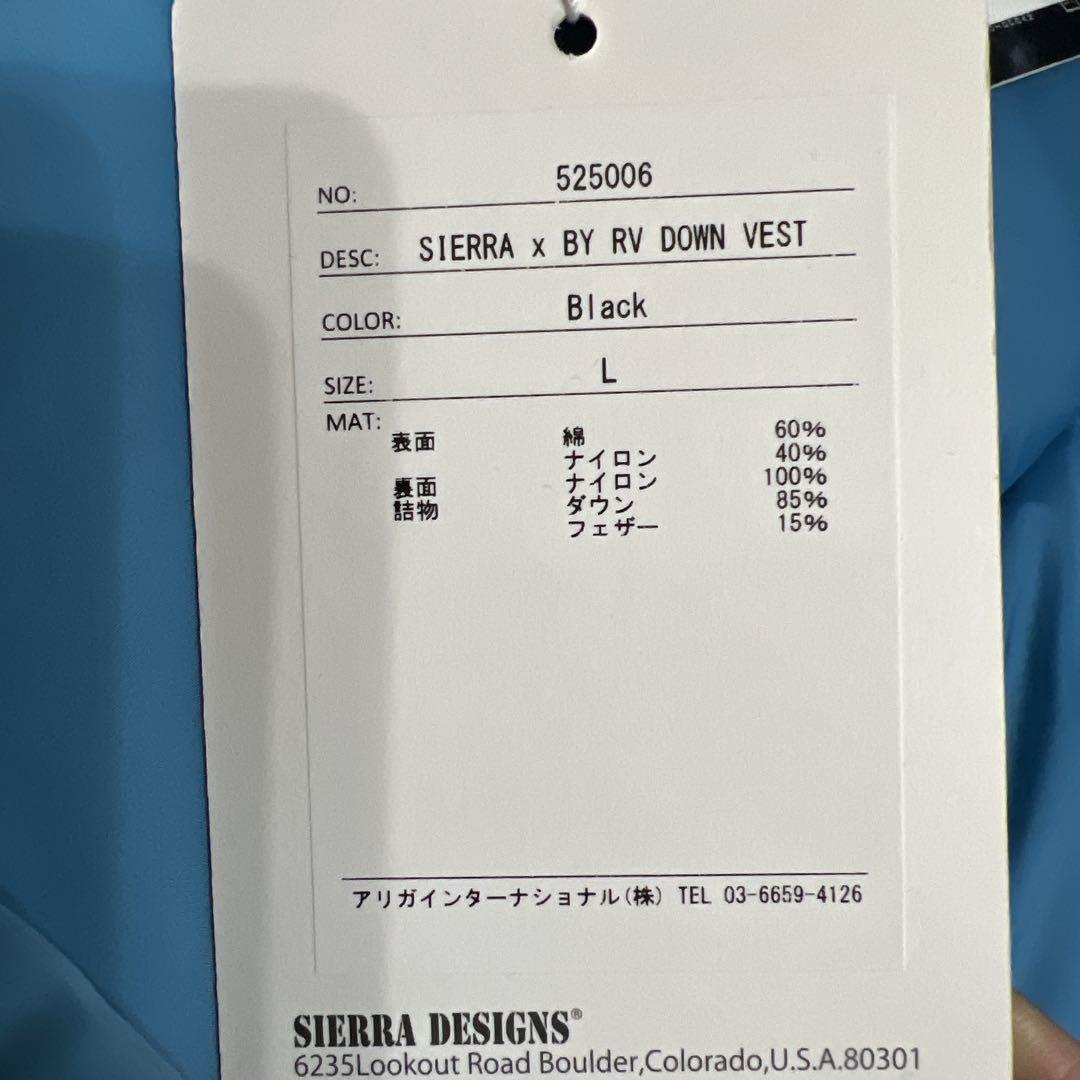 NO: 525006
DESC: SIERRA x BY RV DOWN VEST
COLOR: Black
SIZE: L
MAT:
表面 綿 60%
ナイロン 40%
裏面 ナイロン 100%
詰物 ダウン 85%
フェザー 15%
アリガインターナショナル(株) TEL 03-6659-4126
SIERRA DESIGNS®
6235Lookout Road Boulder,Colorado,U.S.A.80301